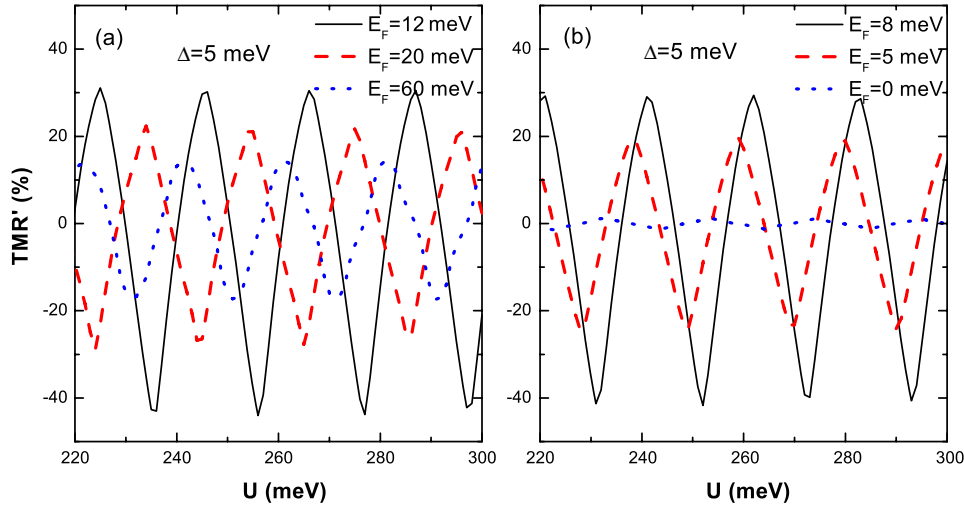 (a)
Δ=5 meV
E_F=12 meV
E_F=20 meV
E_F=60 meV
40
20
0
-20
-40
TMR' (%)
220 240 260 280 300
U (meV)
(b)
Δ=5 meV
E_F=8 meV
E_F=5 meV
E_F=0 meV
40
20
0
-20
-40
220 240 260 280 300
U (meV)